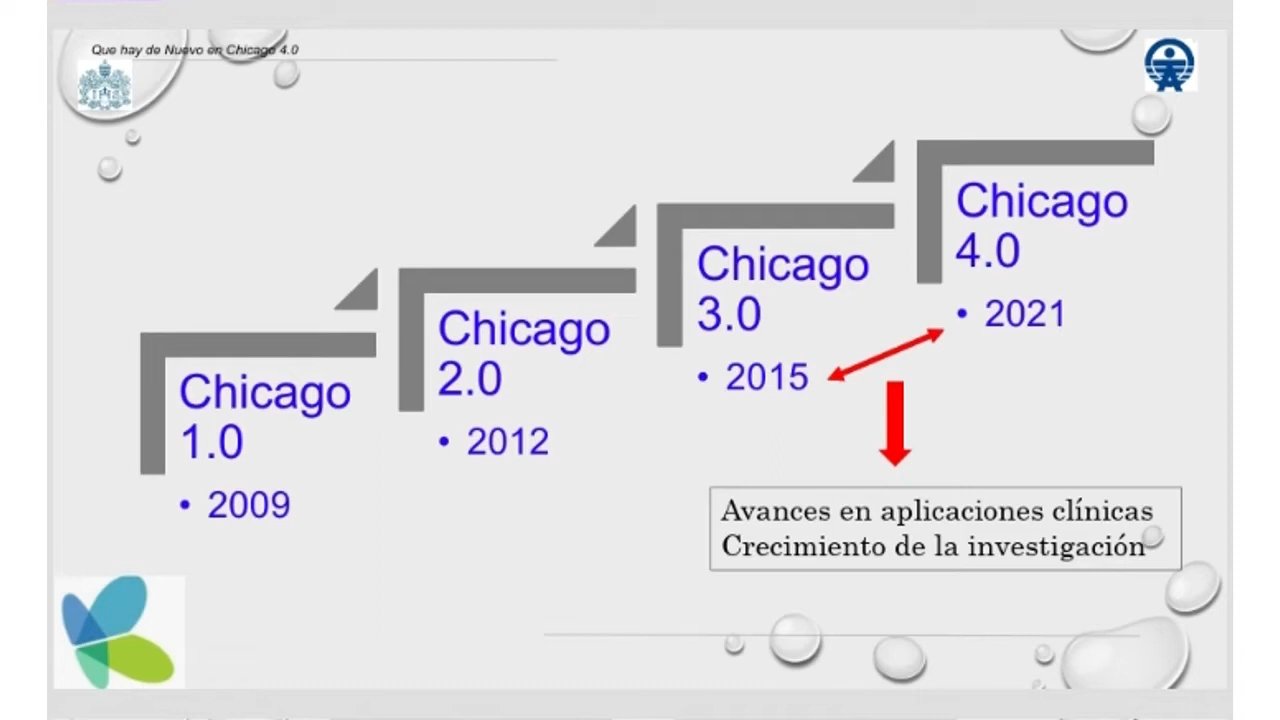 Que hay de Nuevo en Chicago 4.0
Chicago
4.0
• 2021
Chicago
3.0
• 2015
Chicago
2.0
• 2012
Chicago
1.0
• 2009
Avances en aplicaciones clínicas
Crecimiento de la investigación